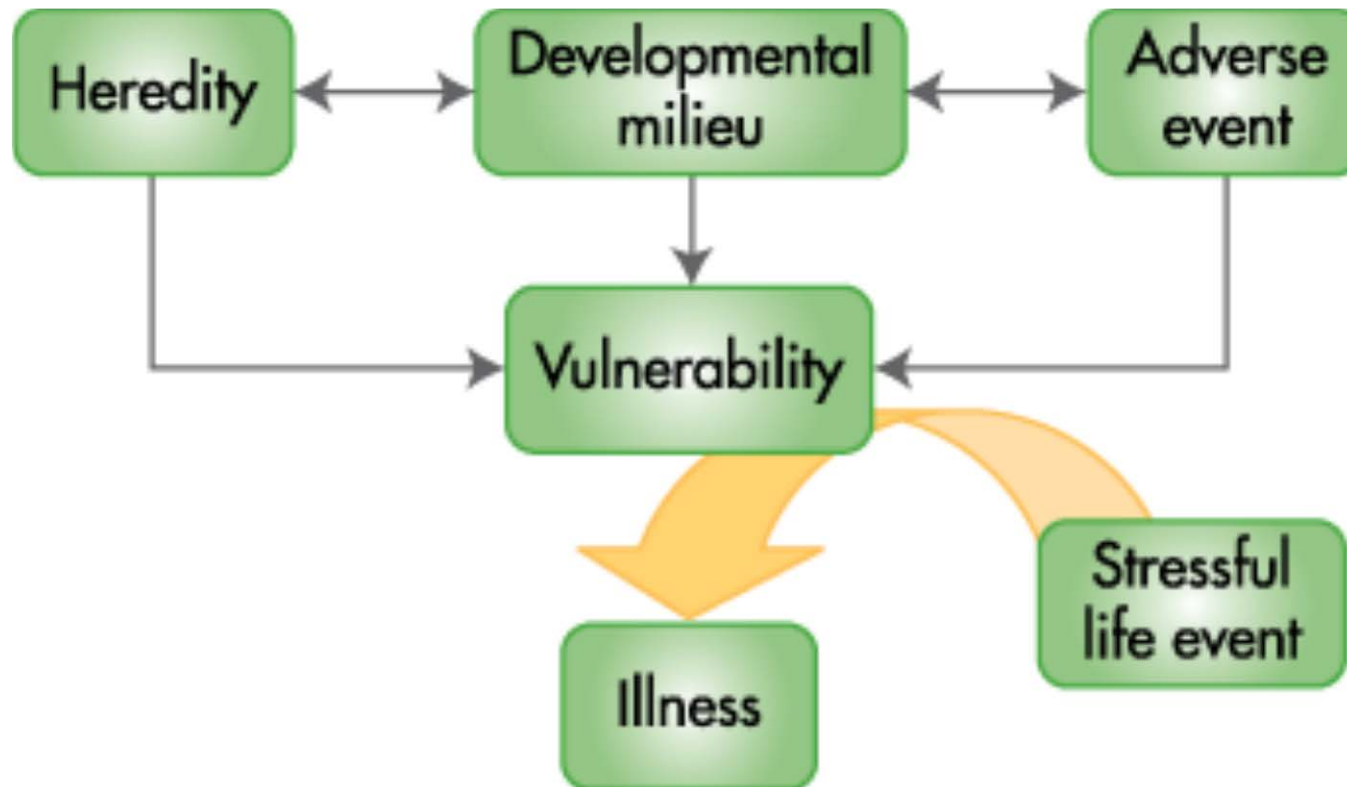 Heredity
Developmental
milieu
Adverse
event
Vulnerability
Stressful
life event
Illness